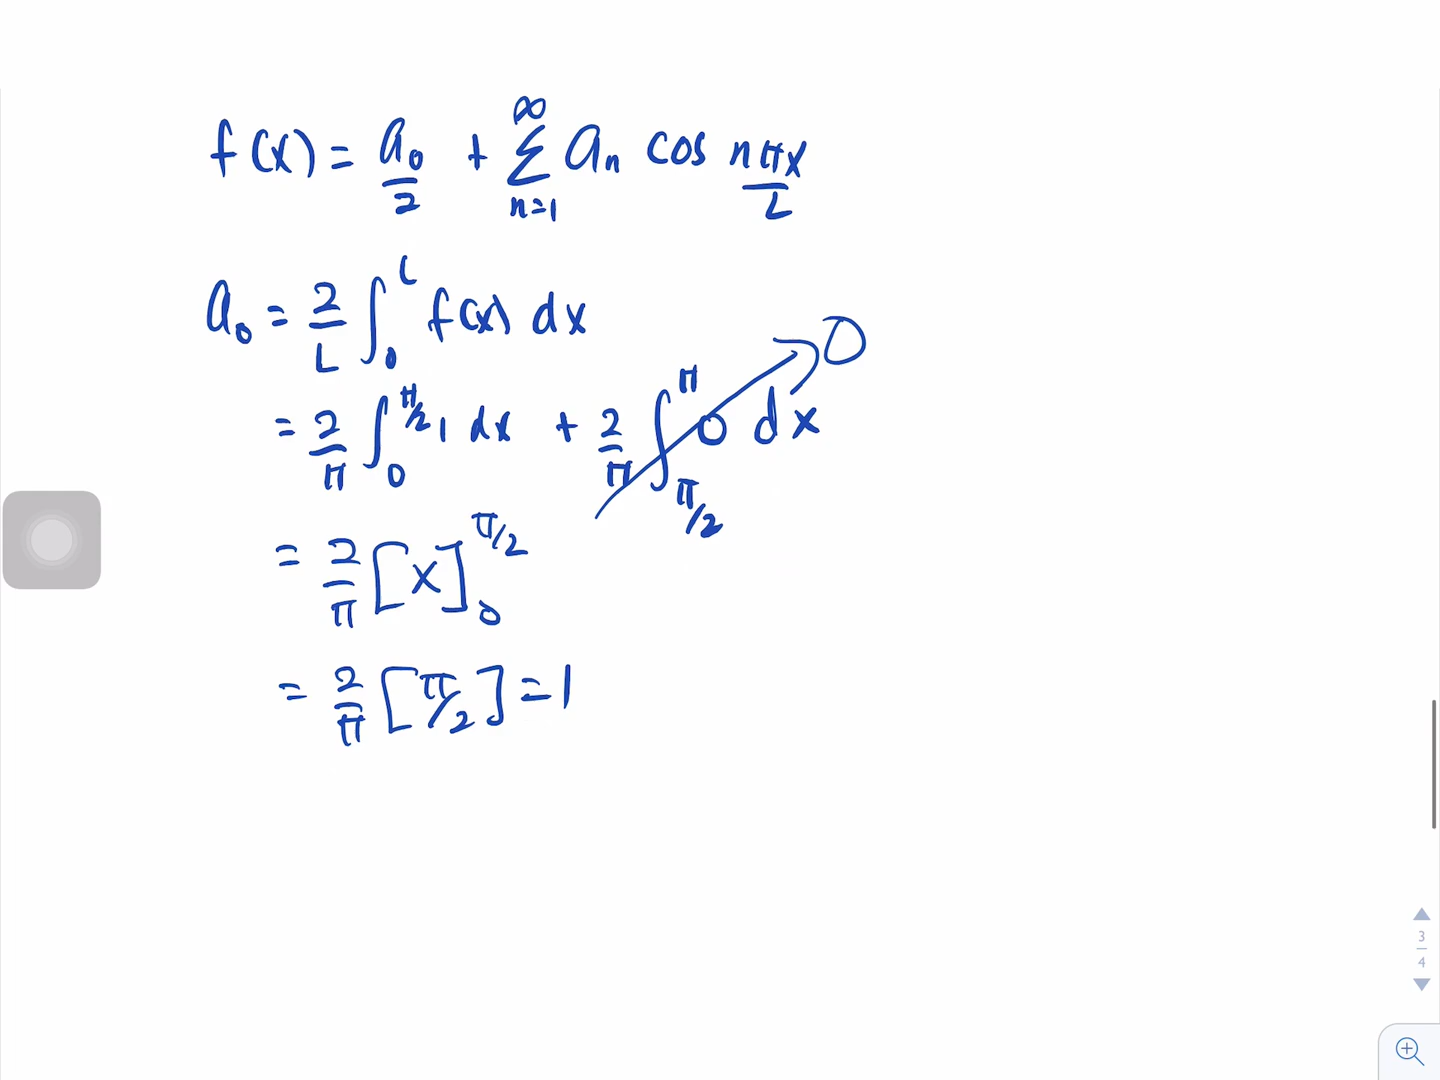 f(x) = a₀/2 + ∞ Σ n=1 aₙ cos nπx/L
a₀ = 2/L ∫₀^L f(x) dx
= 2/π ∫₀^π/2 1 dx + 2/π ∫_π/2^π 0 dx → 0
= 2/π [x]₀^π/2
= 2/π [π/2] = 1
3
4